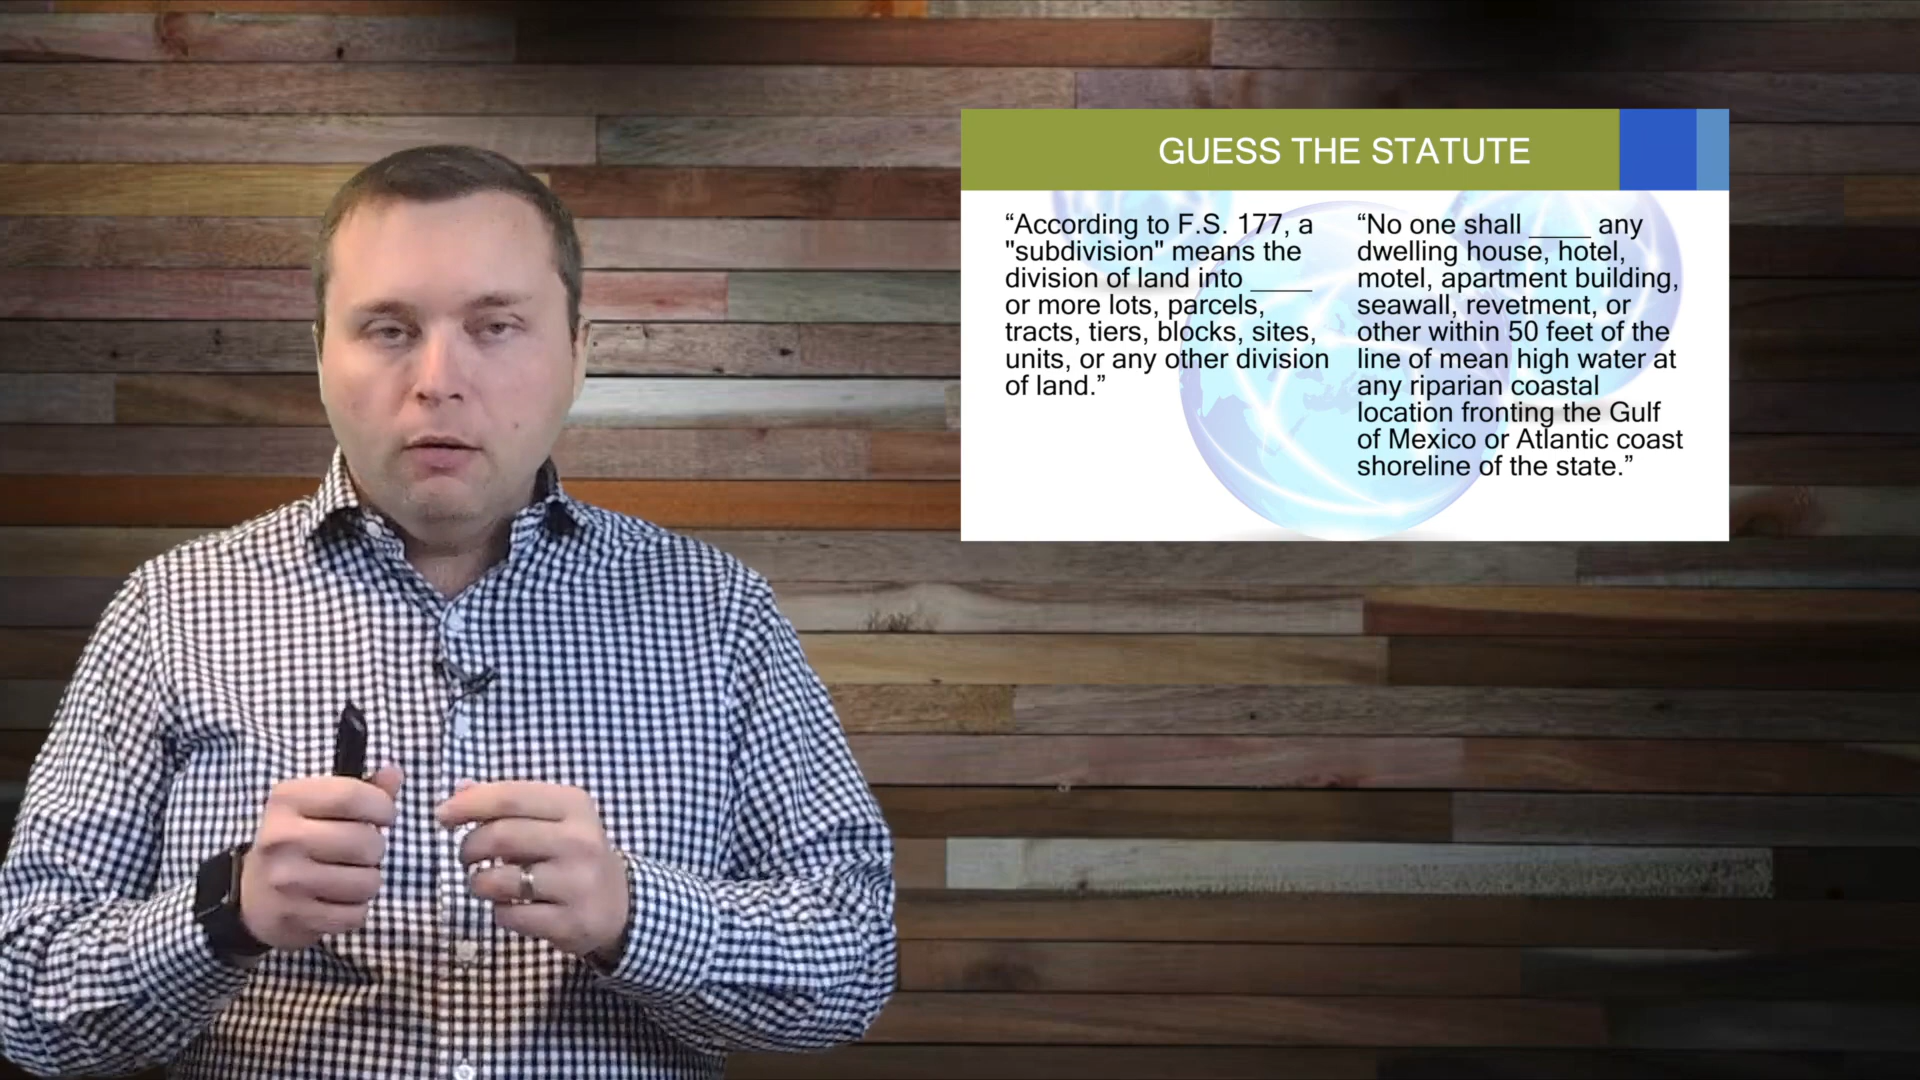 GUESS THE STATUTE
“According to F.S. 177, a
"subdivision" means the
division of land into ____
or more lots, parcels,
tracts, tiers, blocks, sites,
units, or any other division
of land.”
“No one shall ____ any
dwelling house, hotel,
motel, apartment building,
seawall, revetment, or
other within 50 feet of the
line of mean high water at
any riparian coastal
location fronting the Gulf
of Mexico or Atlantic coast
shoreline of the state.”